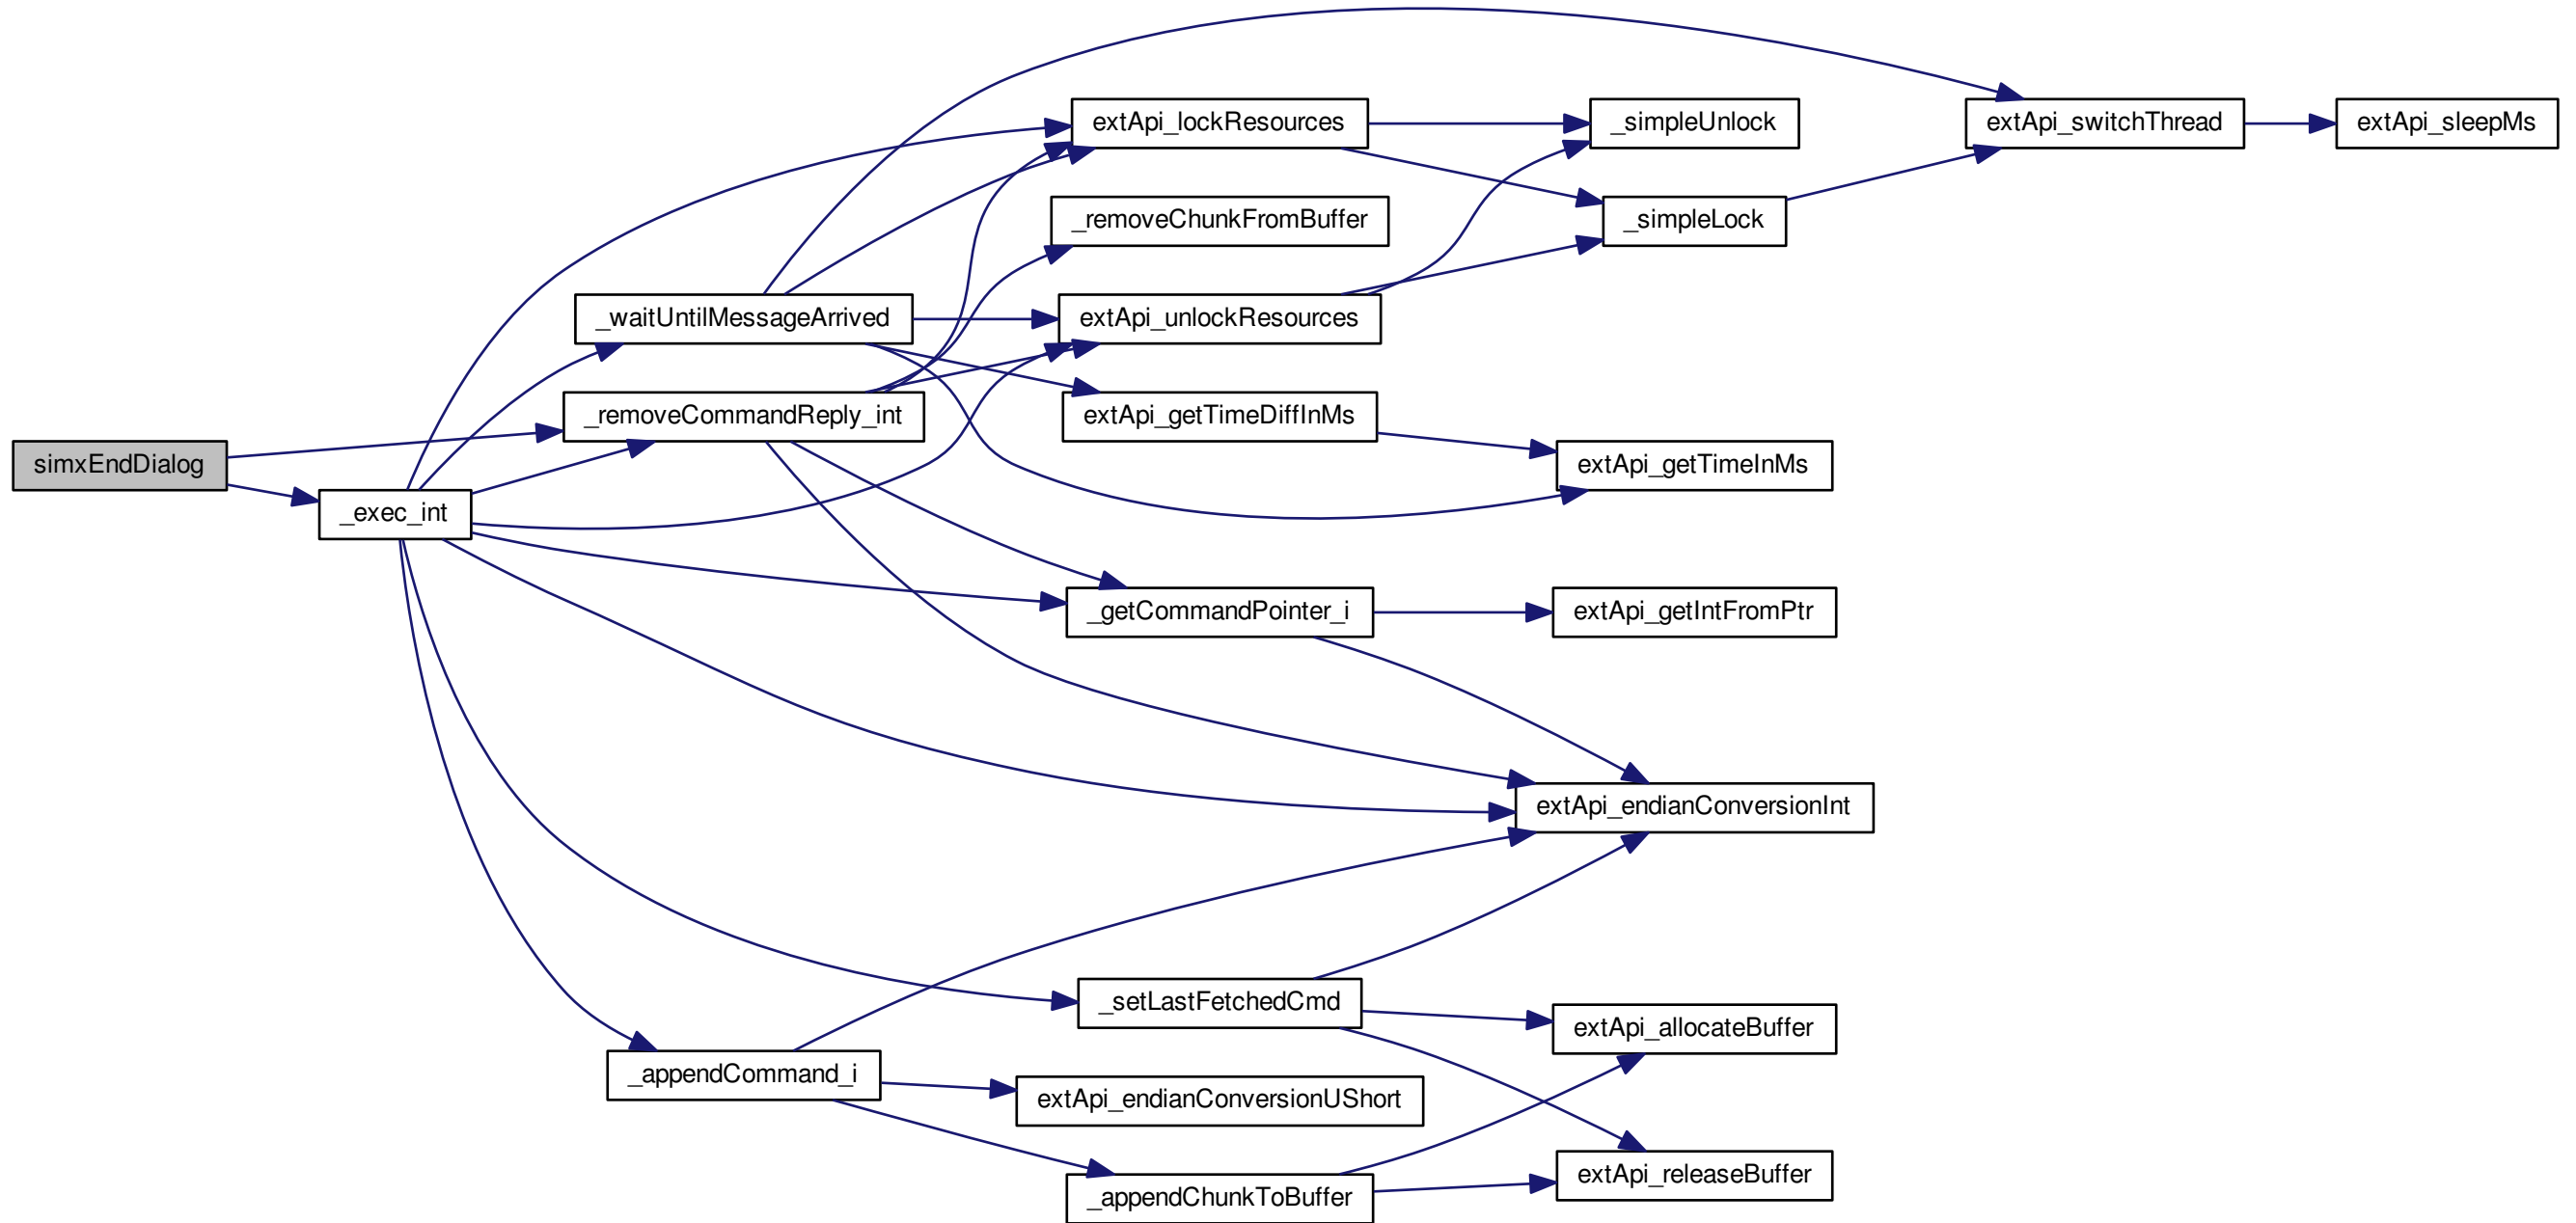 simxEndDialog
_exec_int
_waitUntilMessageArrived
_removeCommandReply_int
_appendCommand_i
extApi_lockResources
_removeChunkFromBuffer
extApi_unlockResources
extApi_getTimeDiffInMs
_getCommandPointer_i
_setLastFetchedCmd
extApi_endianConversionUShort
_appendChunkToBuffer
_simpleUnlock
_simpleLock
extApi_getTimeInMs
extApi_getIntFromPtr
extApi_endianConversionInt
extApi_allocateBuffer
extApi_releaseBuffer
extApi_switchThread
extApi_sleepMs